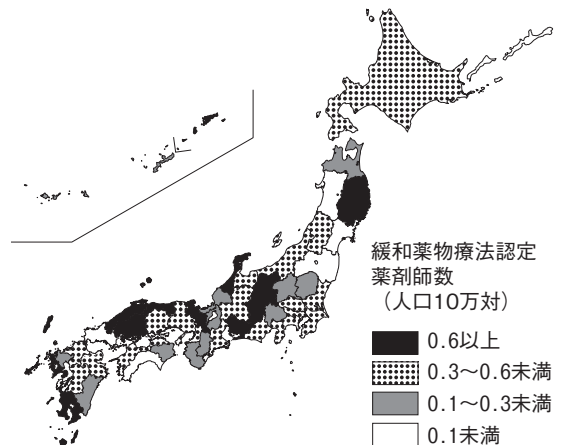 緩和薬物療法認定
薬剤師数
（人口10万対）
0.6以上
0.3～0.6未満
0.1～0.3未満
0.1未満